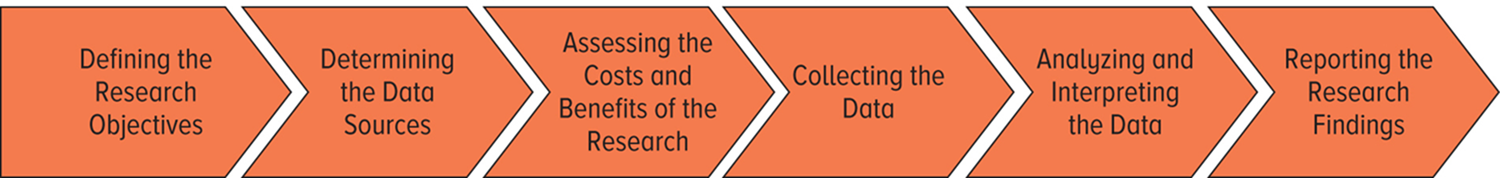 Defining the
Research
Objectives
Determining
the Data
Sources
Assessing the
Costs and
Benefits of the
Research
Collecting the
Data
Analyzing and
Interpreting
the Data
Reporting the
Research
Findings